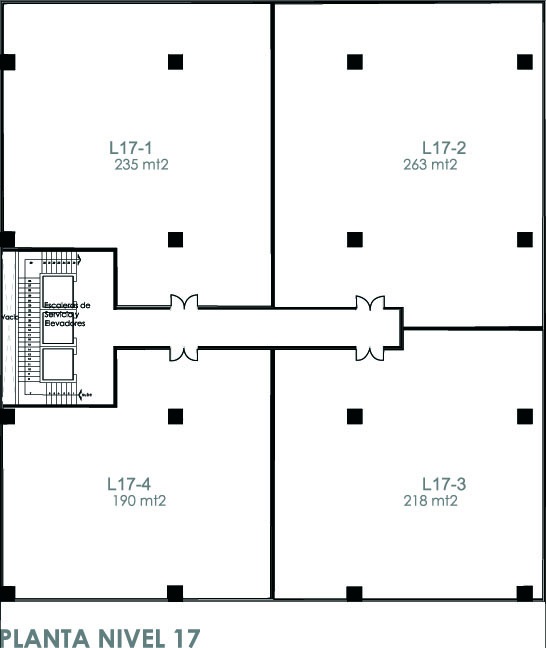 L17-1
235 mt2
L17-2
263 mt2
Escaleras de
Servicio y
Elevadores
Vacio
L17-4
190 mt2
L17-3
218 mt2
PLANTA NIVEL 17